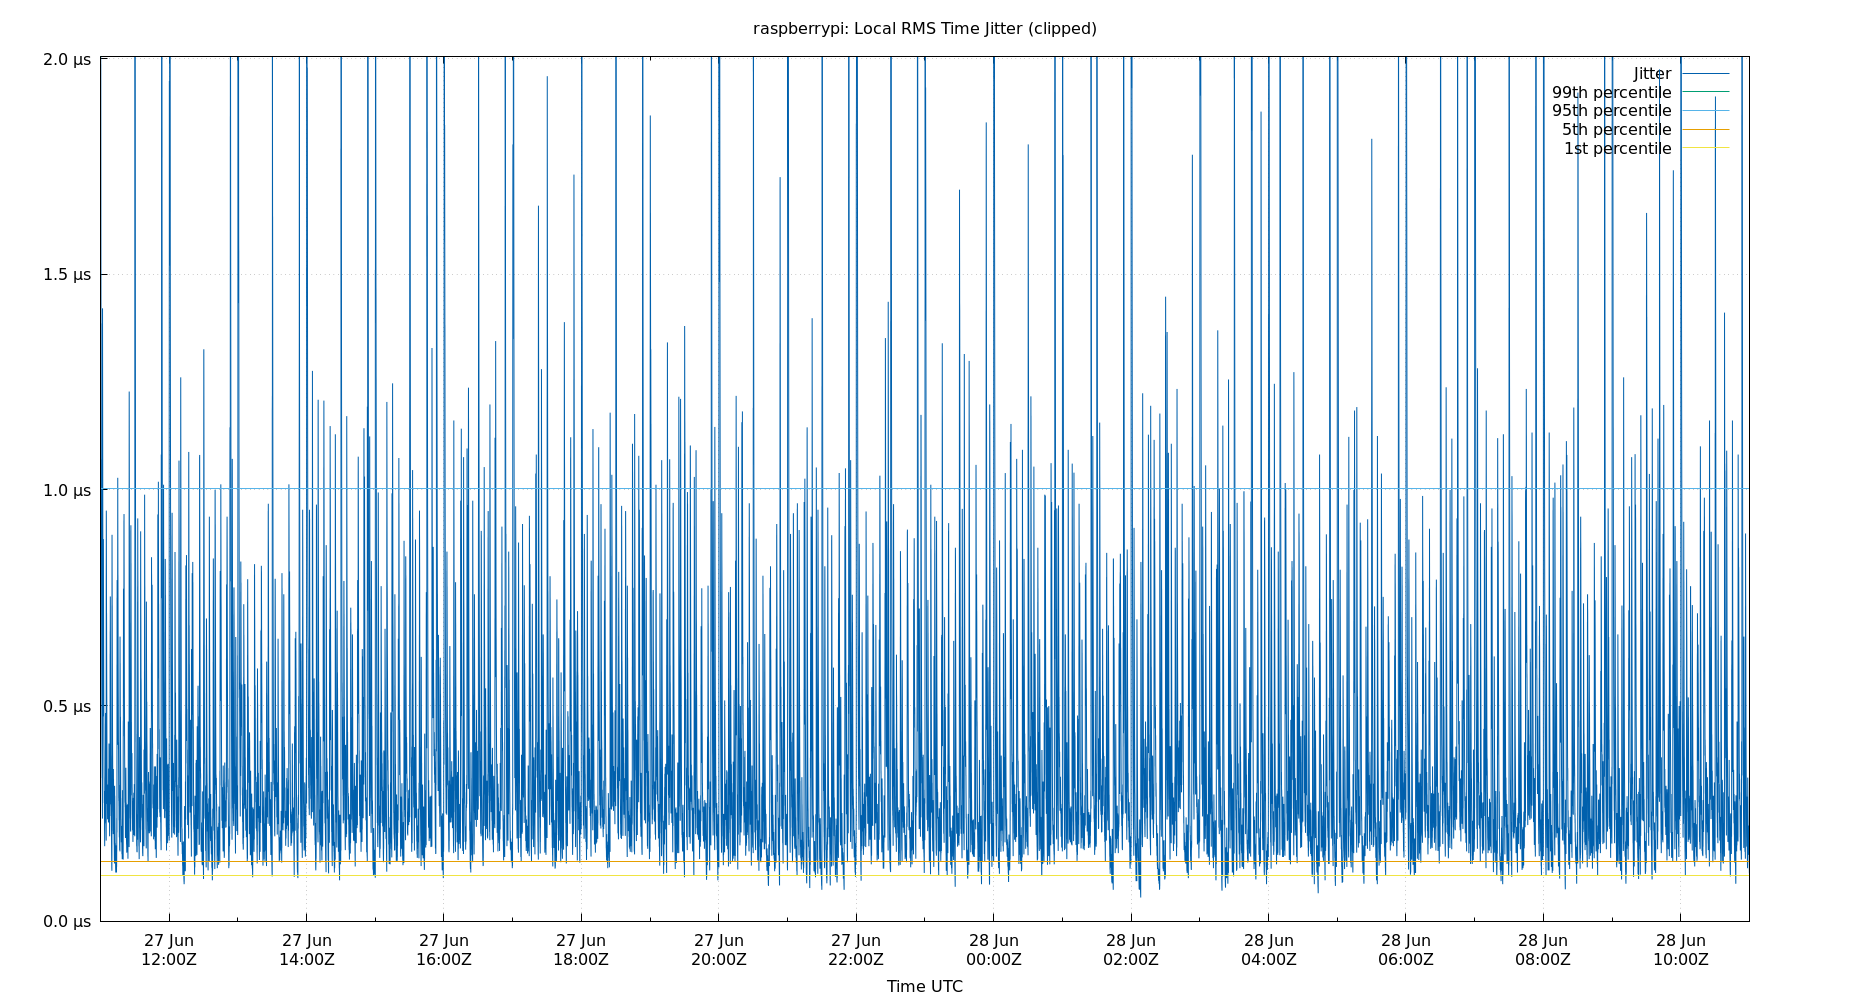 raspberrypi: Local RMS Time Jitter (clipped)
2.0 µs
1.5 µs
1.0 µs
0.5 µs
0.0 µs
Jitter
99th percentile
95th percentile
5th percentile
1st percentile
27 Jun 27 Jun 27 Jun 27 Jun 27 Jun 27 Jun 28 Jun 28 Jun 28 Jun 28 Jun 28 Jun 28 Jun
12:00Z 14:00Z 16:00Z 18:00Z 20:00Z 22:00Z 00:00Z 02:00Z 04:00Z 06:00Z 08:00Z 10:00Z
Time UTC